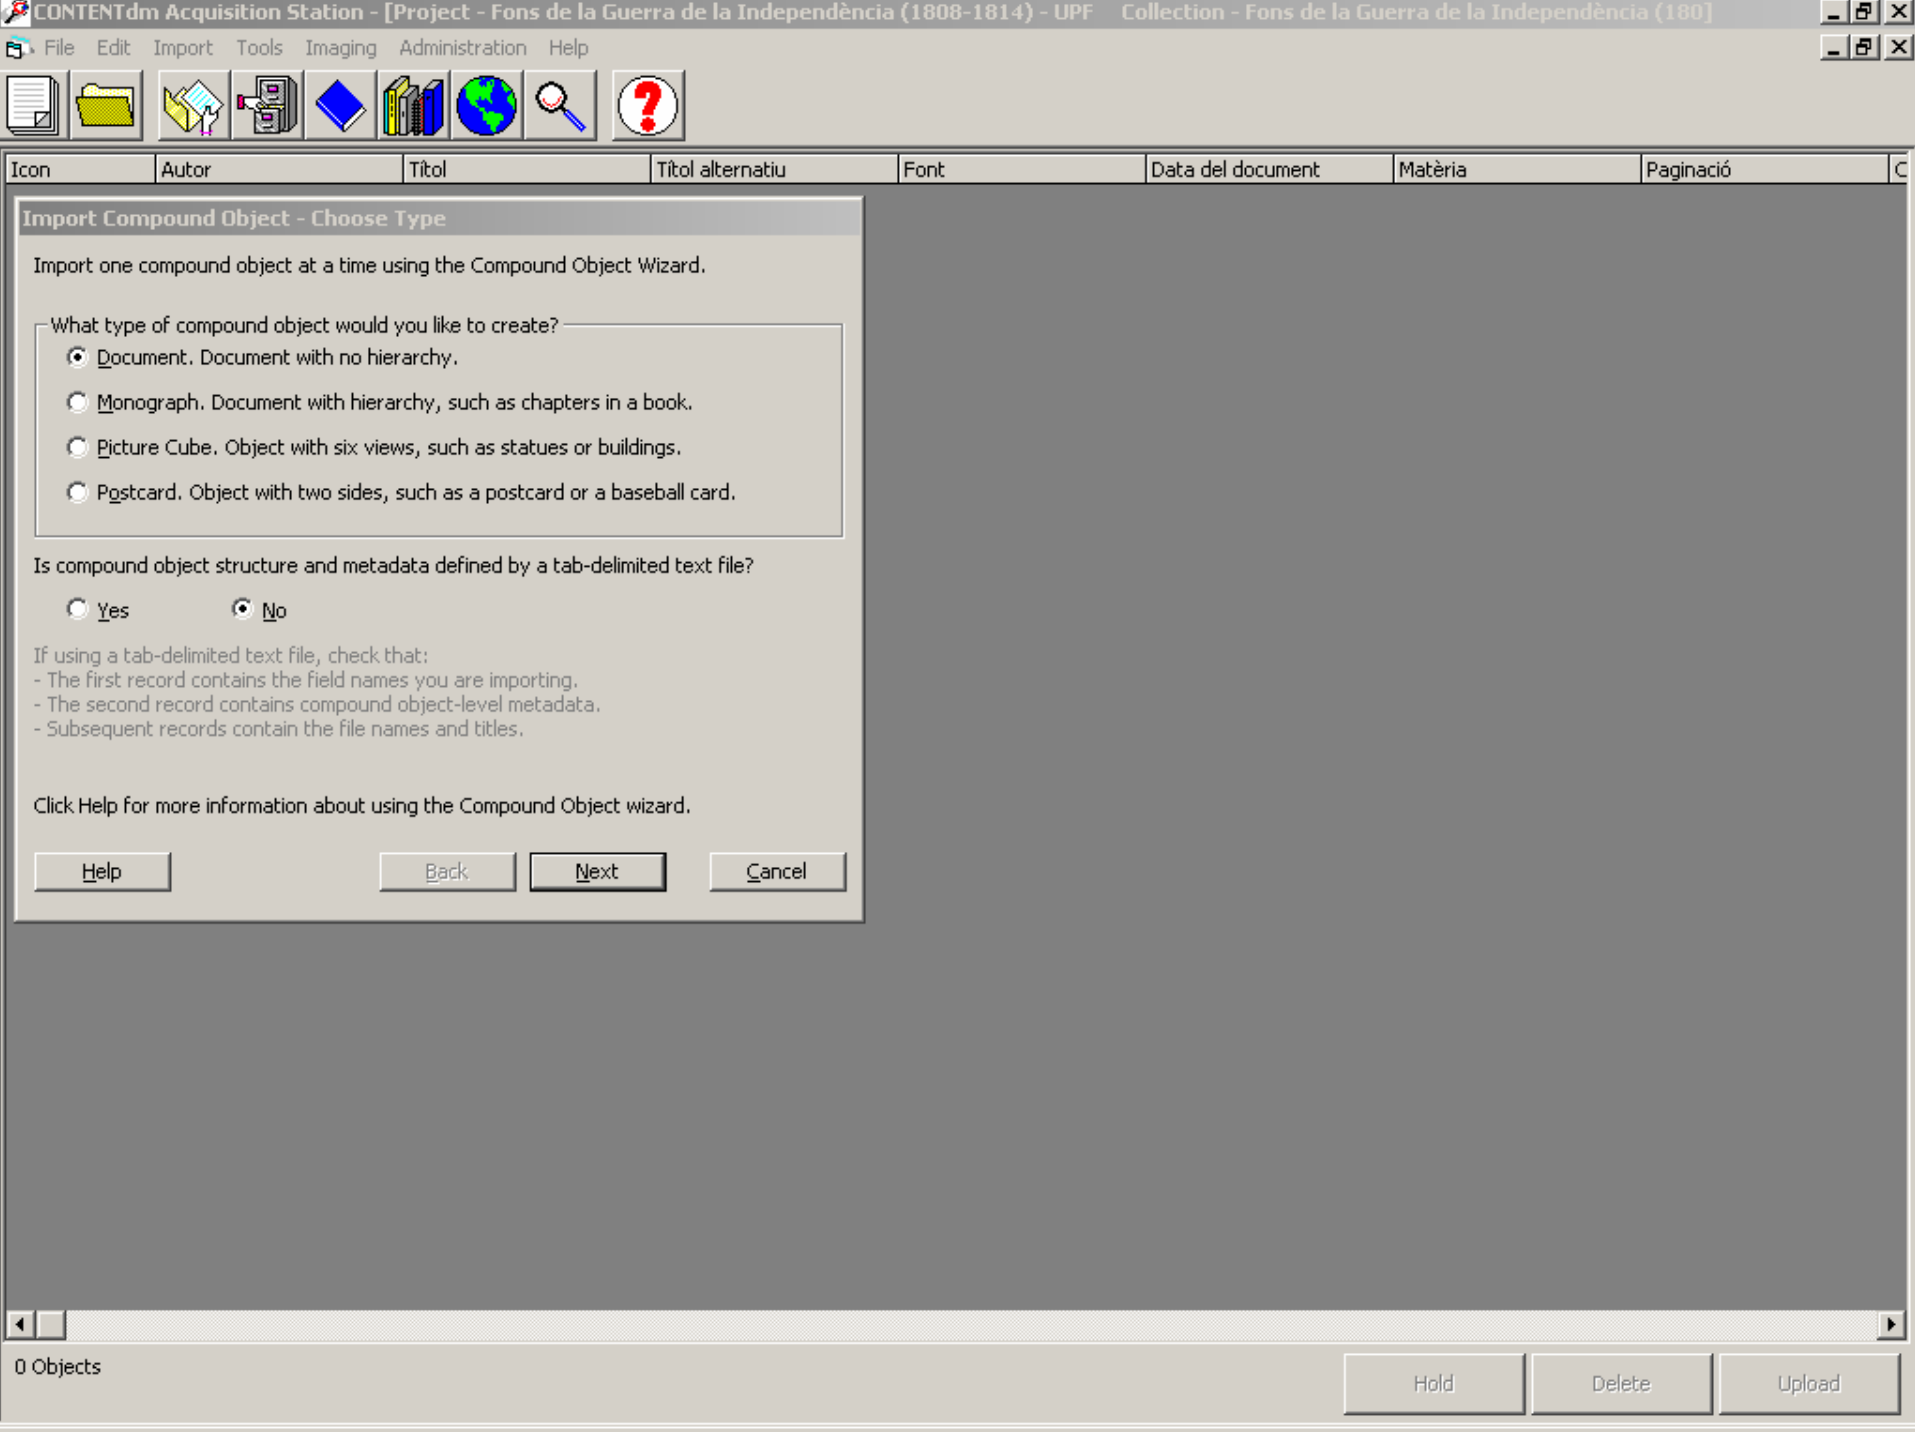 CONTENTdm Acquisition Station - [Project - Fons de la Guerra de la Independència (1808-1814) - UPF Collection - Fons de la Guerra de la Independència (180]
File Edit Import Tools Imaging Administration Help
Icon Autor Títol Títol alternatiu Font Data del document Matèria Paginació C
Import Compound Object - Choose Type
Import one compound object at a time using the Compound Object Wizard.
What type of compound object would you like to create?
Document. Document with no hierarchy.
Monograph. Document with hierarchy, such as chapters in a book.
Picture Cube. Object with six views, such as statues or buildings.
Postcard. Object with two sides, such as a postcard or a baseball card.
Is compound object structure and metadata defined by a tab-delimited text file?
Yes No
If using a tab-delimited text file, check that:
- The first record contains the field names you are importing.
- The second record contains compound object-level metadata.
- Subsequent records contain the file names and titles.
Click Help for more information about using the Compound Object wizard.
Help Back Next Cancel
0 Objects
Hold Delete Upload